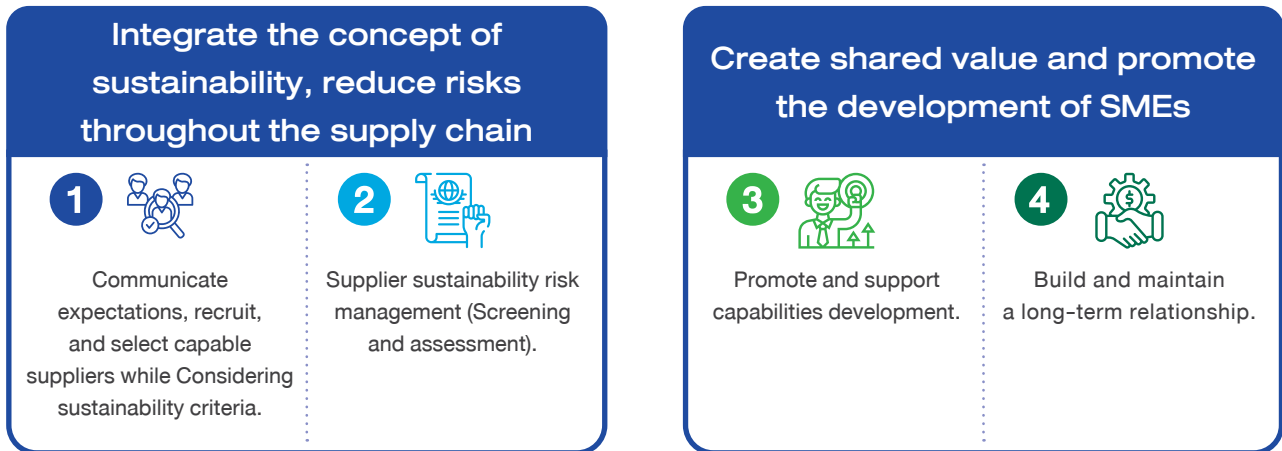 Integrate the concept of
sustainability, reduce risks
throughout the supply chain
1
Communicate
expectations, recruit,
and select capable
suppliers while Considering
sustainability criteria.
2
Supplier sustainability risk
management (Screening
and assessment).
Create shared value and promote
the development of SMEs
3
Promote and support
capabilities development.
4
$
Build and maintain
a long-term relationship.